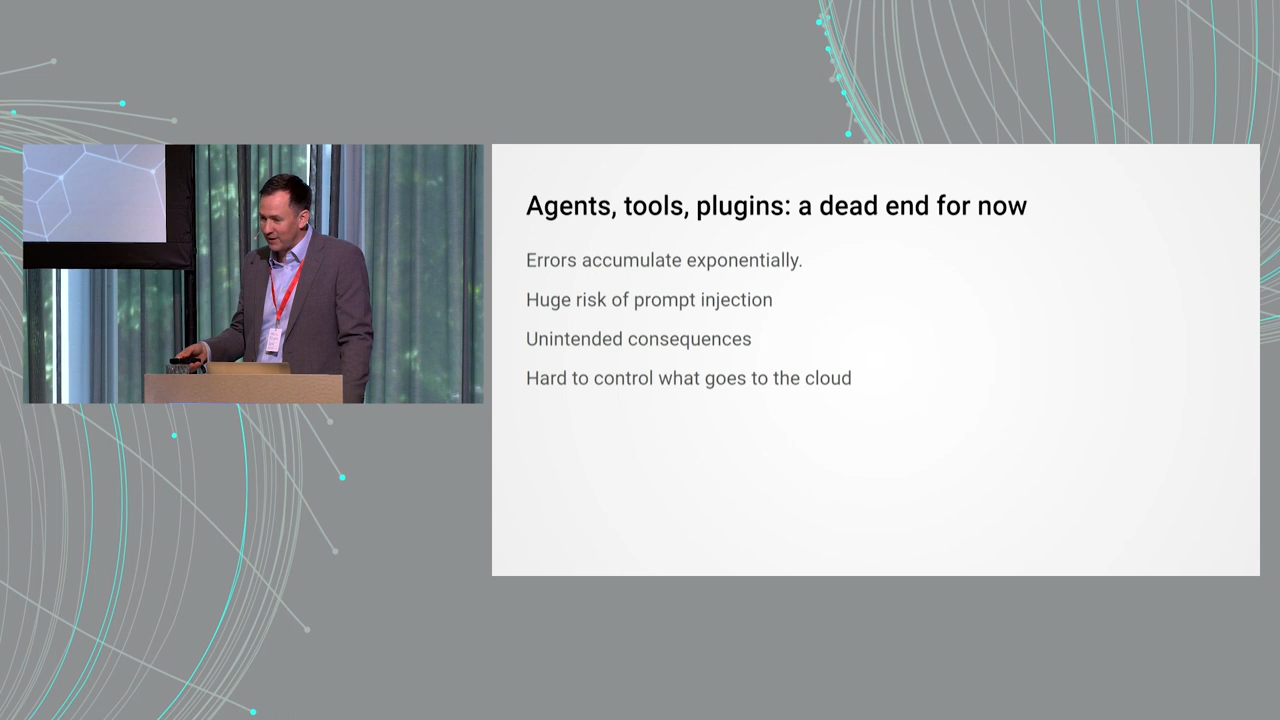 Agents, tools, plugins: a dead end for now
Errors accumulate exponentially.
Huge risk of prompt injection
Unintended consequences
Hard to control what goes to the cloud